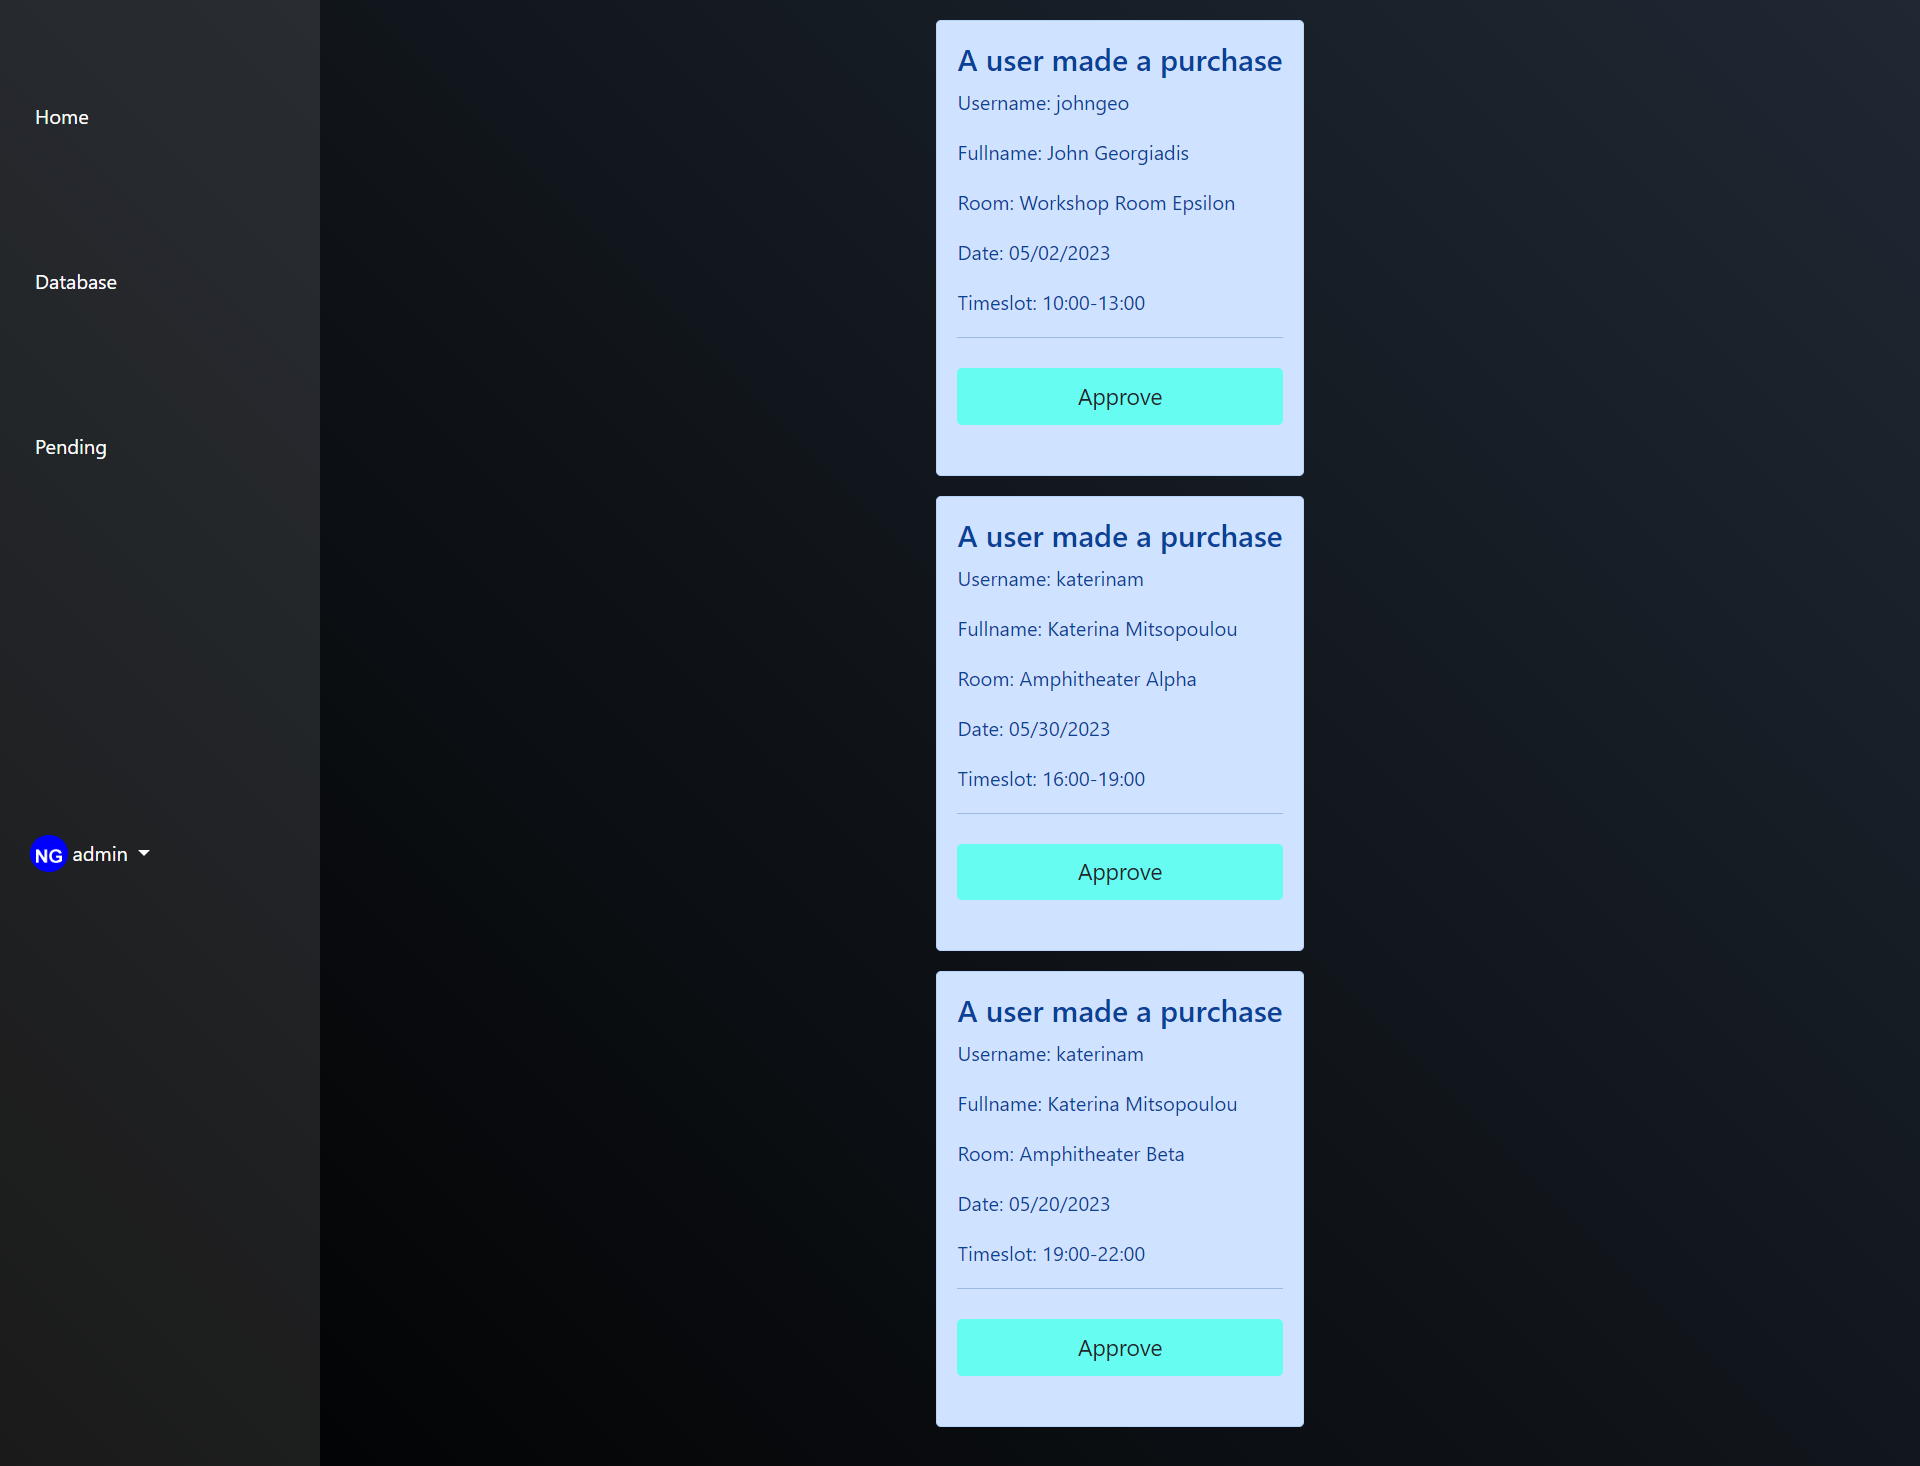 Home
Database
Pending
NG admin
A user made a purchase
Username: johngeo
Fullname: John Georgiadis
Room: Workshop Room Epsilon
Date: 05/02/2023
Timeslot: 10:00-13:00
Approve
A user made a purchase
Username: katerinam
Fullname: Katerina Mitsopoulou
Room: Amphitheater Alpha
Date: 05/30/2023
Timeslot: 16:00-19:00
Approve
A user made a purchase
Username: katerinam
Fullname: Katerina Mitsopoulou
Room: Amphitheater Beta
Date: 05/20/2023
Timeslot: 19:00-22:00
Approve